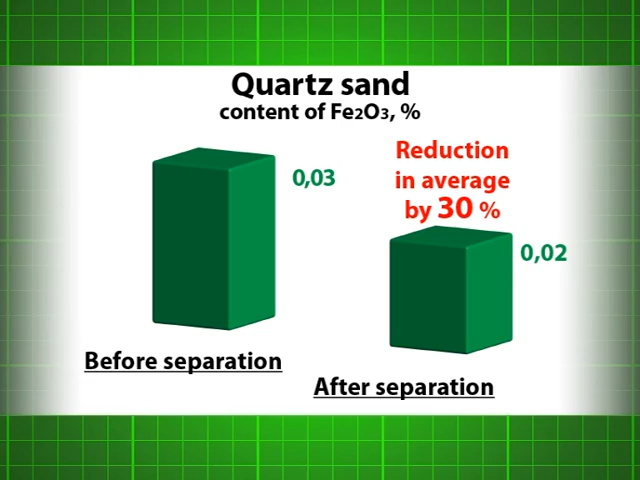 Quartz sand
content of Fe2O3, %
Reduction
in average
by 30 %
0,03
0,02
Before separation
After separation